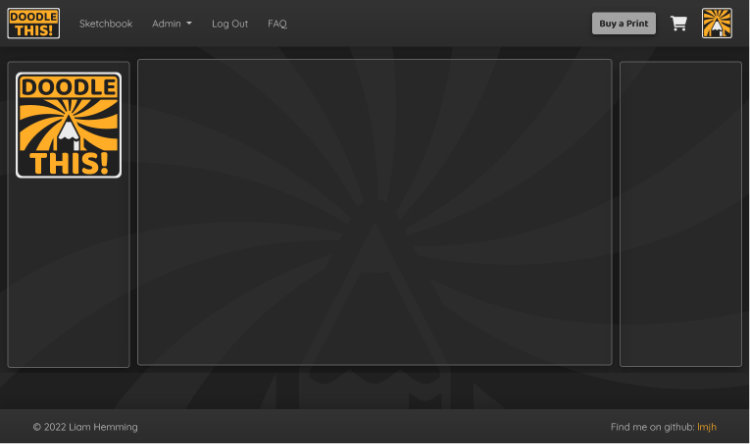 DOODLE
THIS!
Sketchbook
Admin
Log Out
FAQ
Buy a Print
DOODLE
THIS!
© 2022 Liam Hemming
Find me on github: lmjh